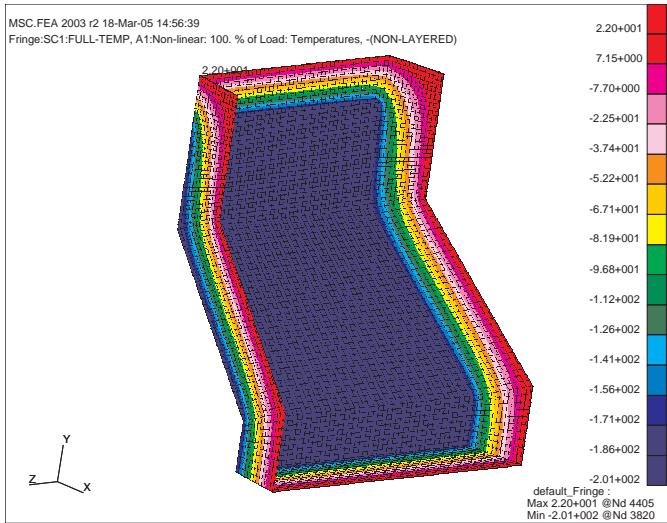 MSC.FEA 2003 r2 18-Mar-05 14:56:39
Fringe:SC1:FULL-TEMP, A1:Non-linear: 100. % of Load: Temperatures, -(NON-LAYERED)
2.20+001
2.20+001
7.15+000
-7.70+000
-2.25+001
-3.74+001
-5.22+001
-6.71+001
-8.19+001
-9.68+001
-1.12+002
-1.26+002
-1.41+002
-1.56+002
-1.71+002
-1.86+002
-2.01+002
Y
Z
X
default_Fringe :
Max 2.20+001 @Nd 4405
Min -2.01+002 @Nd 3820